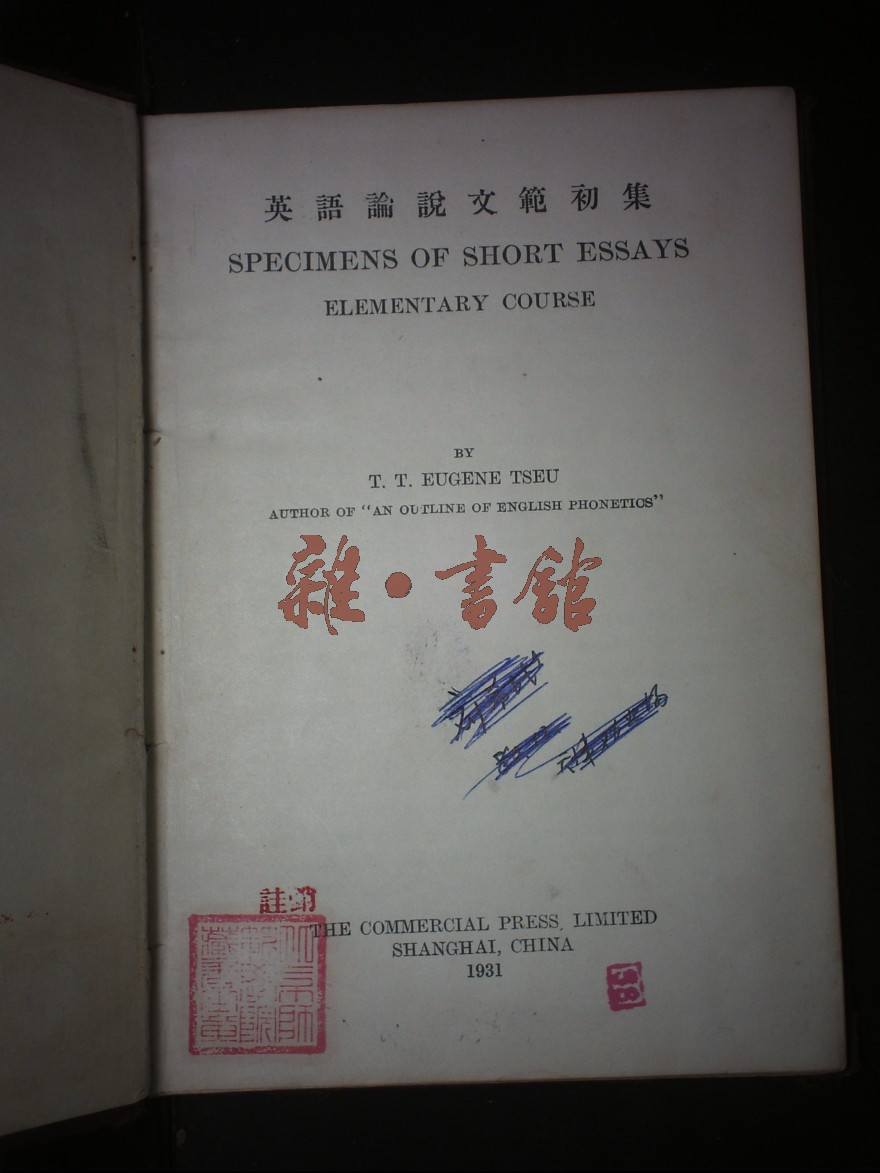 英語論說文範初集
SPECIMENS OF SHORT ESSAYS
ELEMENTARY COURSE
BY
T. T. EUGENE TSEU
AUTHOR OF “AN OUTLINE OF ENGLISH PHONETICS”
雜·書舘
註銷
THE COMMERCIAL PRESS, LIMITED
SHANGHAI, CHINA
1931